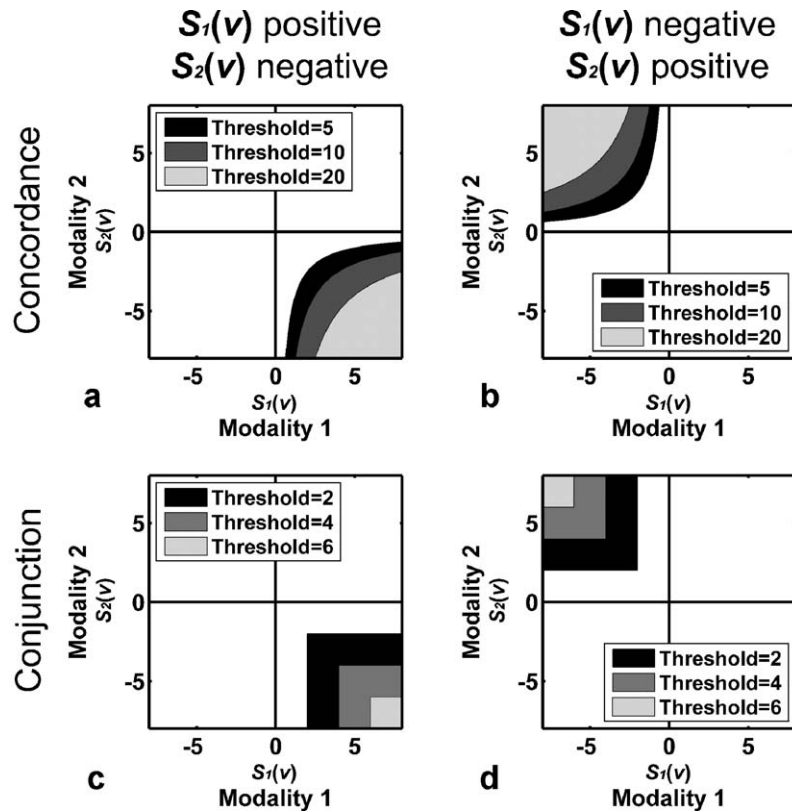 S₁(v) positive
S₂(v) negative
S₁(v) negative
S₂(v) positive
Concordance
Modality 2
S₂(v)
5
0
-5
Threshold=5
Threshold=10
Threshold=20
-5 0 5
S₁(v)
Modality 1
a
Modality 2
S₂(v)
5
0
-5
Threshold=5
Threshold=10
Threshold=20
-5 0 5
S₁(v)
Modality 1
b
Conjunction
Modality 2
S₂(v)
5
0
-5
Threshold=2
Threshold=4
Threshold=6
-5 0 5
S₁(v)
Modality 1
c
Modality 2
S₂(v)
5
0
-5
Threshold=2
Threshold=4
Threshold=6
-5 0 5
S₁(v)
Modality 1
d